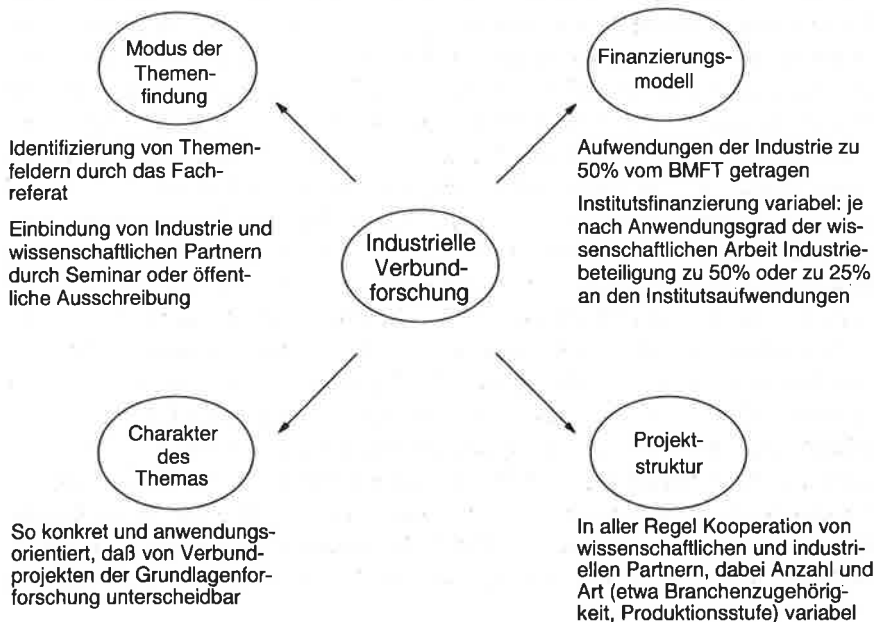 Modus der
Themen-
findung
Identifizierung von Themen-
feldern durch das Fach-
referat
Einbindung von Industrie und
wissenschaftlichen Partnern
durch Seminar oder öffent-
liche Ausschreibung
Finanzierungs-
modell
Aufwendungen der Industrie zu
50% vom BMFT getragen
Institutsfinanzierung variabel: je
nach Anwendungsgrad der wis-
senschaftlichen Arbeit Industrie-
beteiligung zu 50% oder zu 25%
an den Institutsaufwendungen
Industrielle
Verbund-
forschung
Charakter
des
Themas
So konkret und anwendungs-
orientiert, daß von Verbund-
projekten der Grundlagenfor-
forschung unterscheidbar
Projekt-
struktur
In aller Regel Kooperation von
wissenschaftlichen und industri-
ellen Partnern, dabei Anzahl und
Art (etwa Branchenzugehörig-
keit, Produktionsstufe) variabel